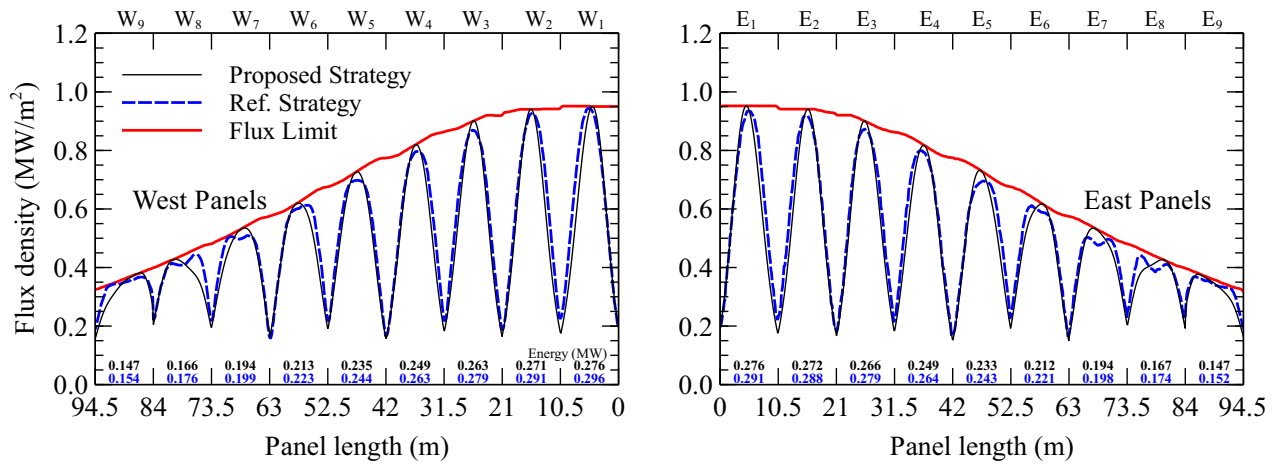 W9 W8 W7 W6 W5 W4 W3 W2 W1
1.2
1.0
0.8
0.6
0.4
0.2
0.0
Flux density (MW/m²)
Proposed Strategy
Ref. Strategy
Flux Limit
West Panels
Energy (MW)
0.147 0.166 0.194 0.213 0.235 0.249 0.263 0.271 0.276
0.154 0.176 0.199 0.223 0.244 0.263 0.279 0.291 0.296
94.5 84 73.5 63 52.5 42 31.5 21 10.5 0
Panel length (m)
E1 E2 E3 E4 E5 E6 E7 E8 E9
1.2
1.0
0.8
0.6
0.4
0.2
0.0
East Panels
0.276 0.272 0.266 0.249 0.233 0.212 0.194 0.167 0.147
0.291 0.288 0.279 0.264 0.243 0.221 0.198 0.174 0.152
0 10.5 21 31.5 42 52.5 63 73.5 84 94.5
Panel length (m)